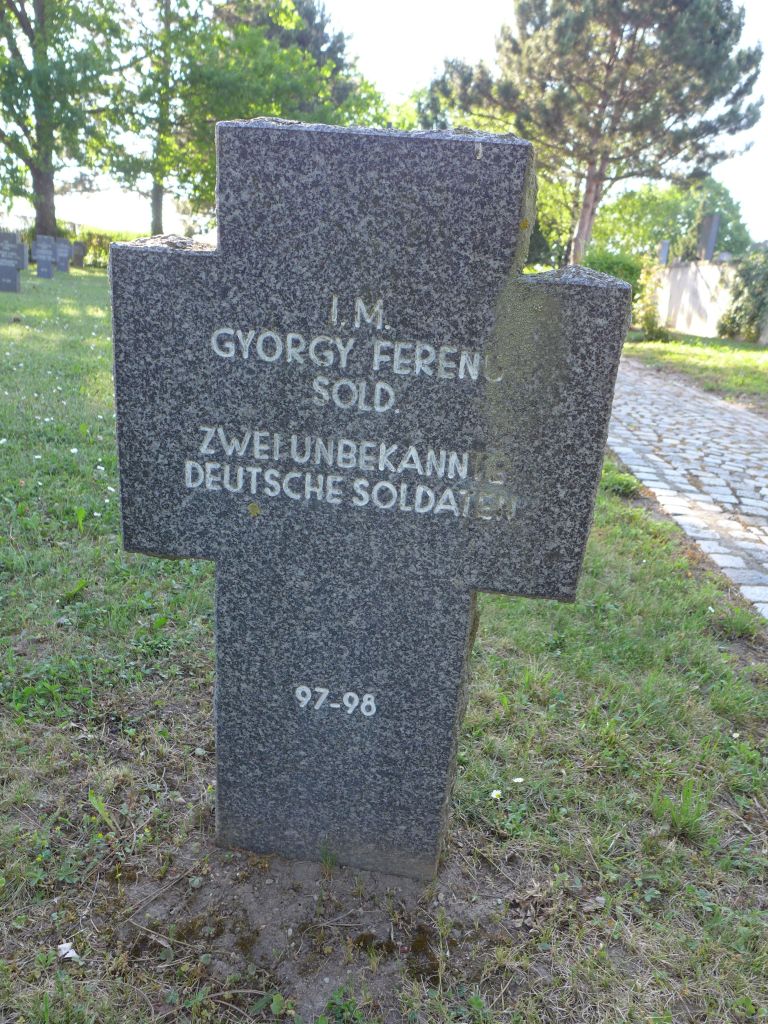 I. M.
GYORGY FERENC
SOLD.
ZWEI UNBEKANNTE
DEUTSCHE SOLDATEN
97-98